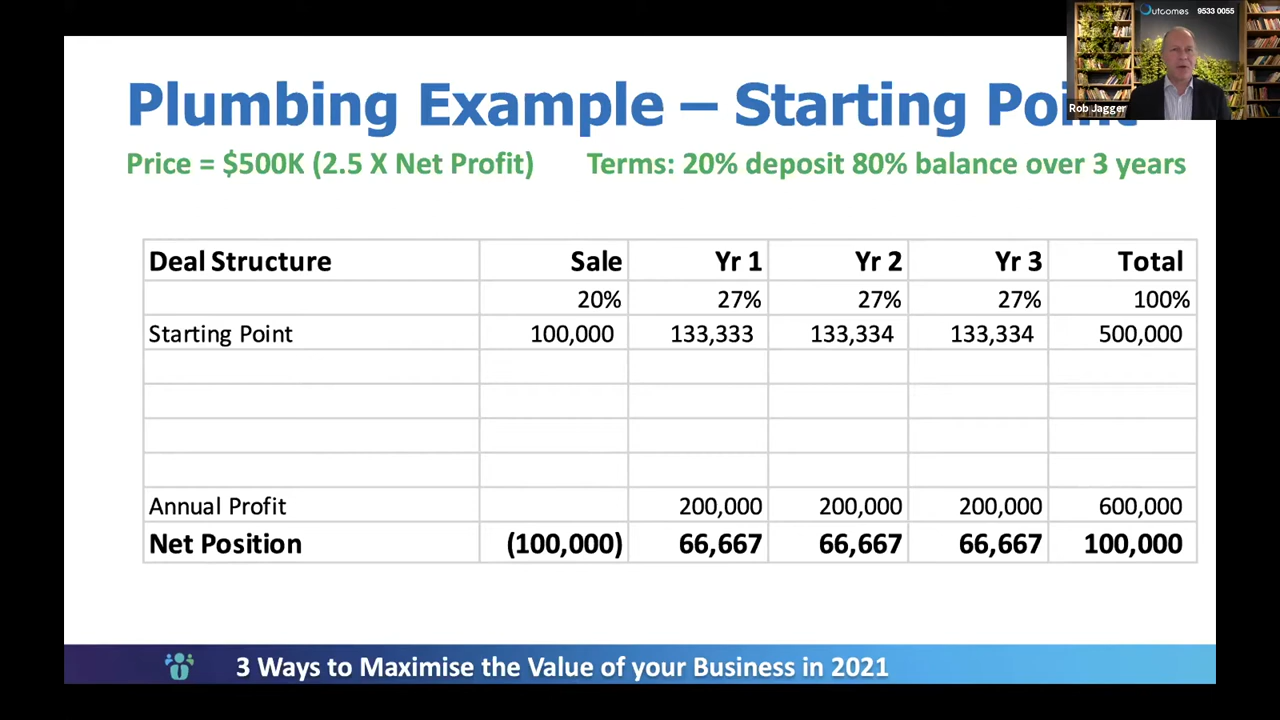 Outcomes 9533 0055
Rob Jagger
Plumbing Example – Starting Point
Price = $500K (2.5 X Net Profit) Terms: 20% deposit 80% balance over 3 years
Deal Structure Sale Yr 1 Yr 2 Yr 3 Total
20% 27% 27% 27% 100%
Starting Point 100,000 133,333 133,334 133,334 500,000
Annual Profit 200,000 200,000 200,000 600,000
Net Position (100,000) 66,667 66,667 66,667 100,000
3 Ways to Maximise the Value of your Business in 2021